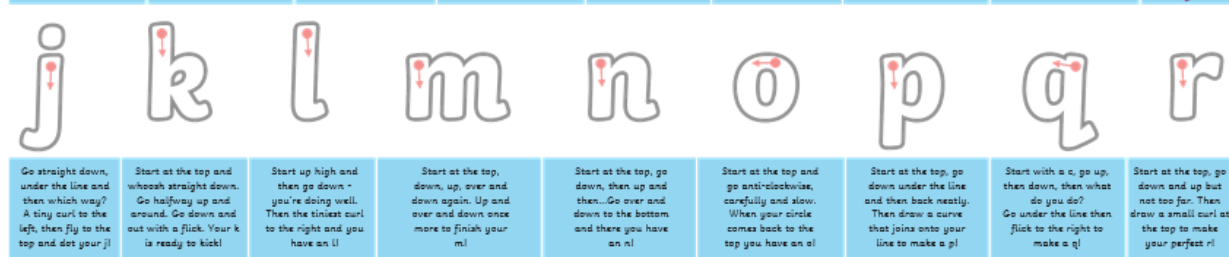 j k l m n o p q r
Go straight down,
under the line and
then which way?
A tiny curl to the
left, then fly to the
top and dot your j!
Start at the top and
whoosh straight down.
Go halfway up and
around. Go down and
out with a flick. Your k
is ready to kick!
Start up high and
then go down -
you're doing well.
Then the tiniest curl
to the right and you
have an l!
Start at the top,
down, up, over and
down again. Up and
over and down once
more to finish your
m!
Start at the top, go
down, then up and
then...Go over and
down to the bottom
and there you have
an n!
Start at the top and
go anti-clockwise,
carefully and slow.
When your circle
comes back to the
top you have an o!
Start at the top, go
down under the line
and then back neatly.
Then draw a curve
that joins onto your
line to make a p!
Start with a c, go up,
then down, then what
do you do?
Go under the line then
flick to the right to
make a q!
Start at the top, go
down and up but
not too far. Then
draw a small curl at
the top to make
your perfect r!